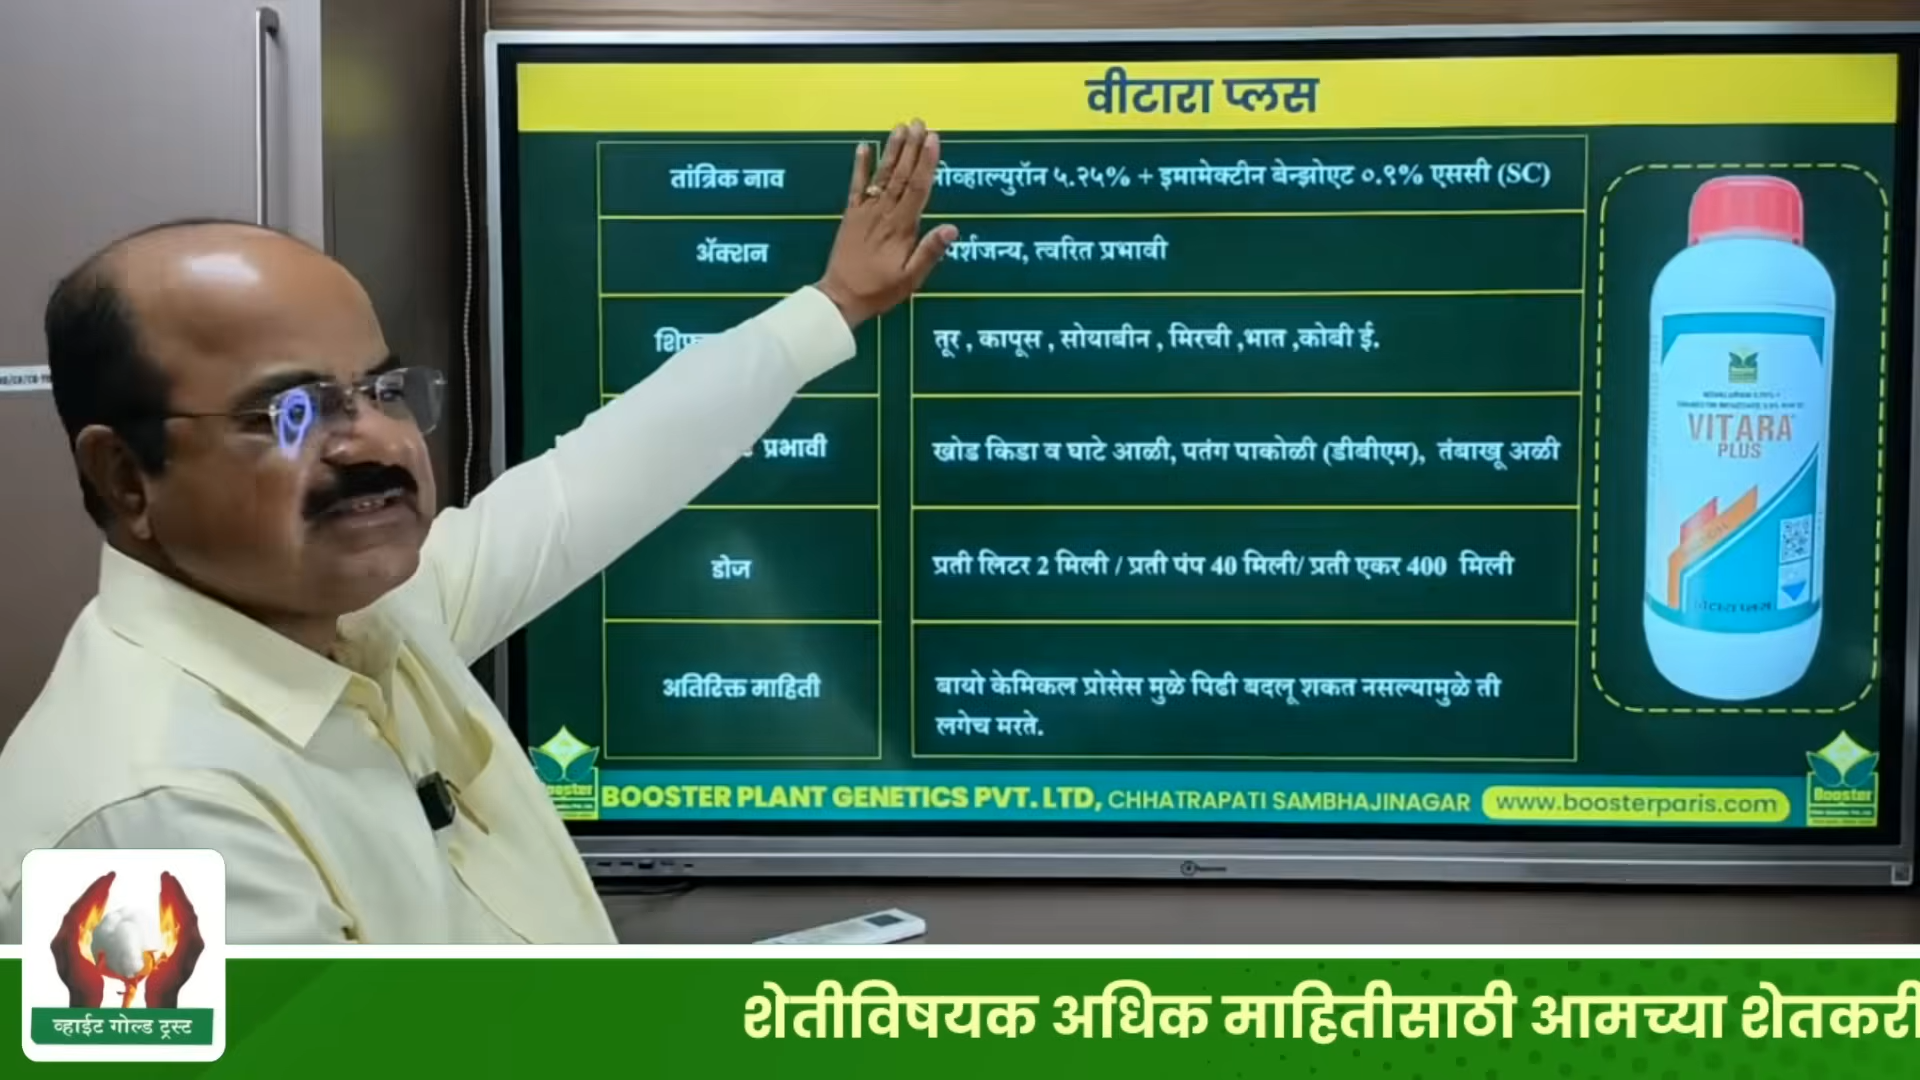 वीटारा प्लस
तांत्रिक नाव
५.२५% + इमामेक्टीन बेन्झोएट ०.९% एससी (SC)
ॲक्शन
त्वरित प्रभावी
तूर , कापूस , सोयाबीन , मिरची ,भात ,कोबी ई.
प्रभावी
खोड किडा व घाटे आळी, पतंग पाकोळी (डीबीएम), तंबाखू अळी
डोज
प्रती लिटर 2 मिली / प्रती पंप 40 मिली/ प्रती एकर 400 मिली
अतिरिक्त माहिती
बायो केमिकल प्रोसेस मुळे पिढी बदलू शकत नसल्यामुळे ती
लगेच मरते.
VITARA
PLUS
BOOSTER PLANT GENETICS PVT. LTD, CHHATRAPATI SAMBHAJINAGAR
www.boosterparis.com
Booster
व्हाईट गोल्ड ट्रस्ट
शेतीविषयक अधिक माहितीसाठी आमच्या शेतकरी